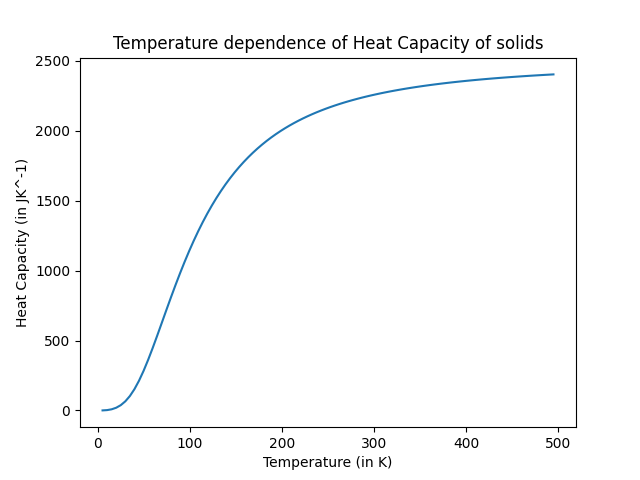 Temperature dependence of Heat Capacity of solids
2500
2000
1500
1000
500
0
Heat Capacity (in JK^-1)
0 100 200 300 400 500
Temperature (in K)